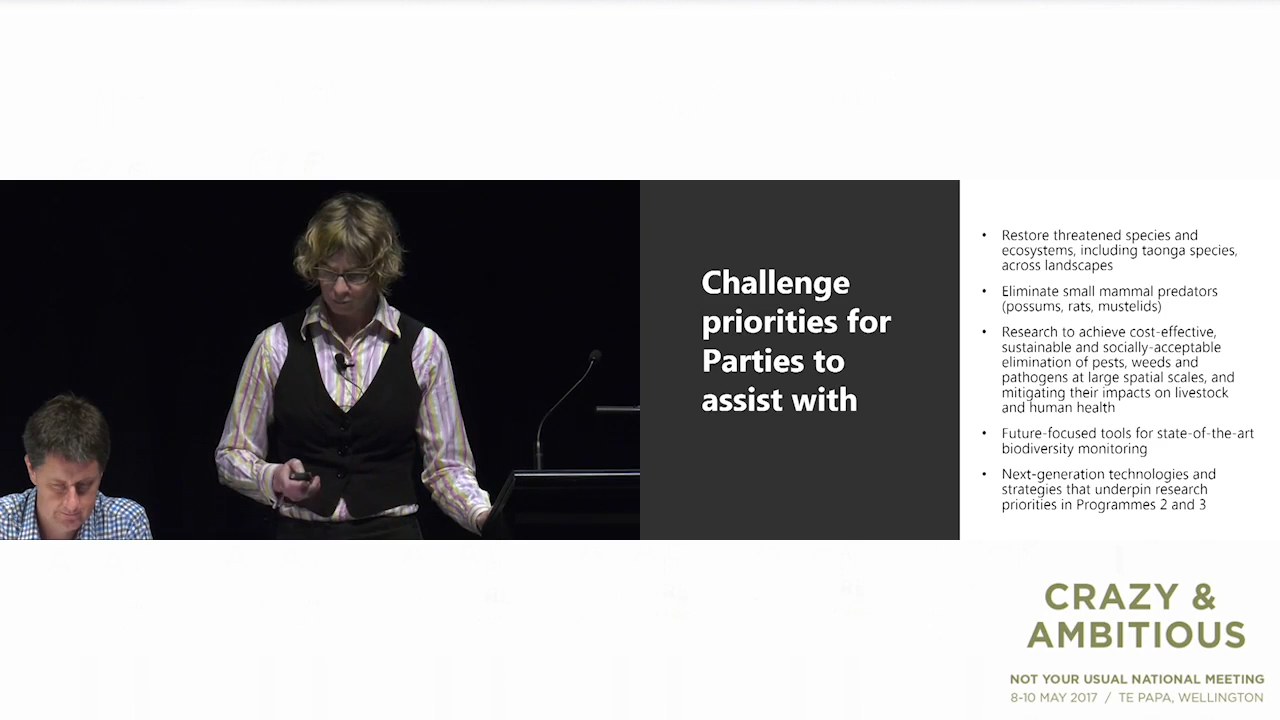 Challenge
priorities for
Parties to
assist with
• Restore threatened species and
ecosystems, including taonga species,
across landscapes
• Eliminate small mammal predators
(possums, rats, mustelids)
• Research to achieve cost-effective,
sustainable and socially-acceptable
elimination of pests, weeds and
pathogens at large spatial scales, and
mitigating their impacts on livestock
and human health
• Future-focused tools for state-of-the-art
biodiversity monitoring
• Next-generation technologies and
strategies that underpin research
priorities in Programmes 2 and 3
CRAZY &
AMBITIOUS
NOT YOUR USUAL NATIONAL MEETING
8-10 MAY 2017 / TE PAPA, WELLINGTON